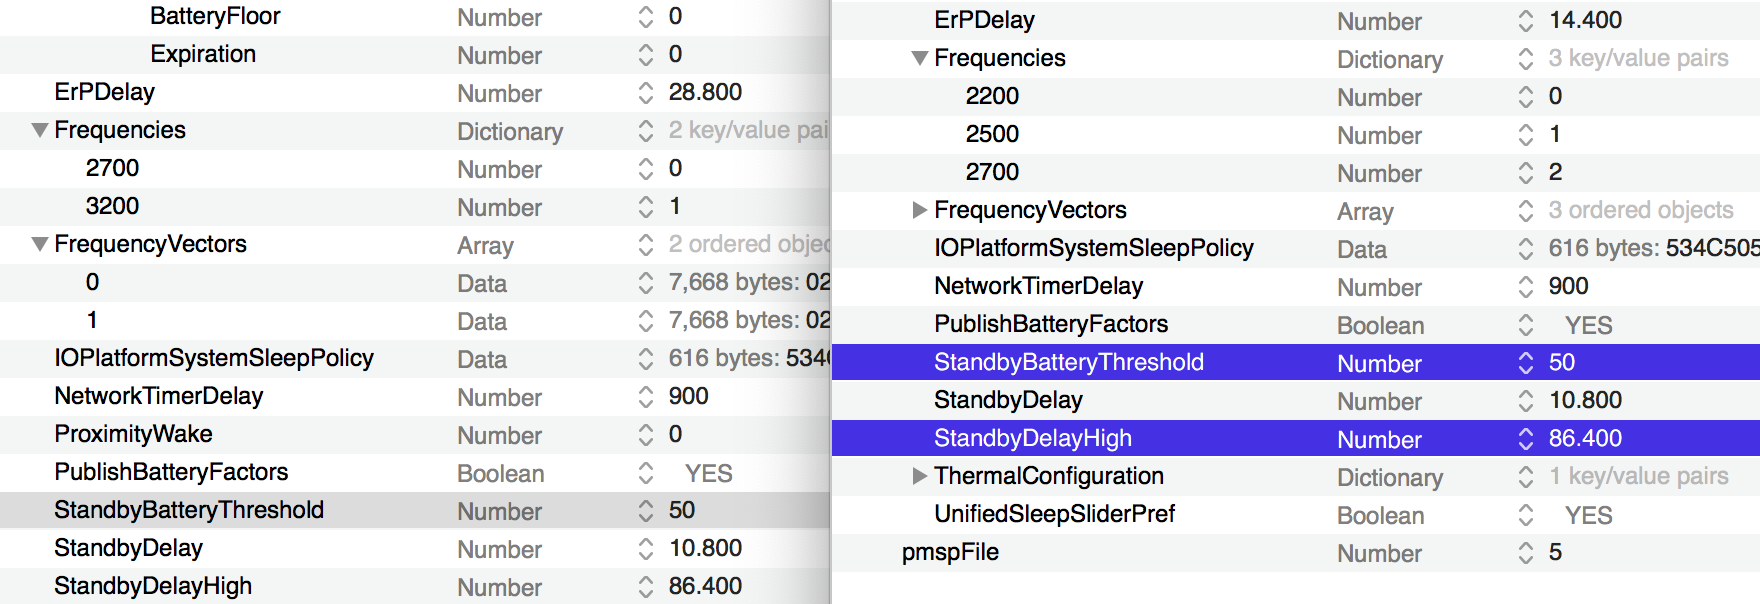 BatteryFloor Number 0
Expiration Number 0
ErPDelay Number 28.800
Frequencies Dictionary 2 key/value pai
2700 Number 0
3200 Number 1
FrequencyVectors Array 2 ordered objec
0 Data 7,668 bytes: 02
1 Data 7,668 bytes: 02
IOPlatformSystemSleepPolicy Data 616 bytes: 534
NetworkTimerDelay Number 900
ProximityWake Number 0
PublishBatteryFactors Boolean YES
StandbyBatteryThreshold Number 50
StandbyDelay Number 10.800
StandbyDelayHigh Number 86.400
ErPDelay Number 14.400
Frequencies Dictionary 3 key/value pairs
2200 Number 0
2500 Number 1
2700 Number 2
FrequencyVectors Array 3 ordered objects
IOPlatformSystemSleepPolicy Data 616 bytes: 534C505
NetworkTimerDelay Number 900
PublishBatteryFactors Boolean YES
StandbyBatteryThreshold Number 50
StandbyDelay Number 10.800
StandbyDelayHigh Number 86.400
ThermalConfiguration Dictionary 1 key/value pairs
UnifiedSleepSliderPref Boolean YES
pmspFile Number 5